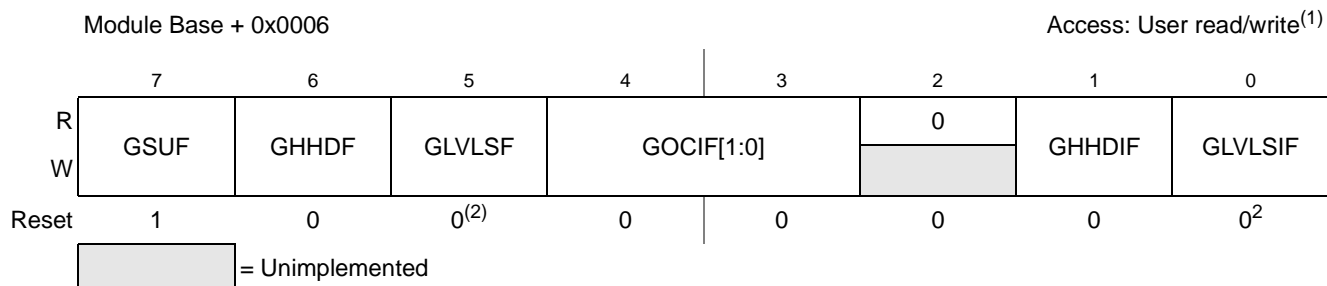 Module Base + 0x0006 Access: User read/write(1)
7 6 5 4 3 2 1 0
R GSUF GHHDF GLVLSF GOCIF[1:0] 0 GHHDIF GLVLSIF
W
Reset 1 0 0(2) 0 0 0 0 0²
= Unimplemented